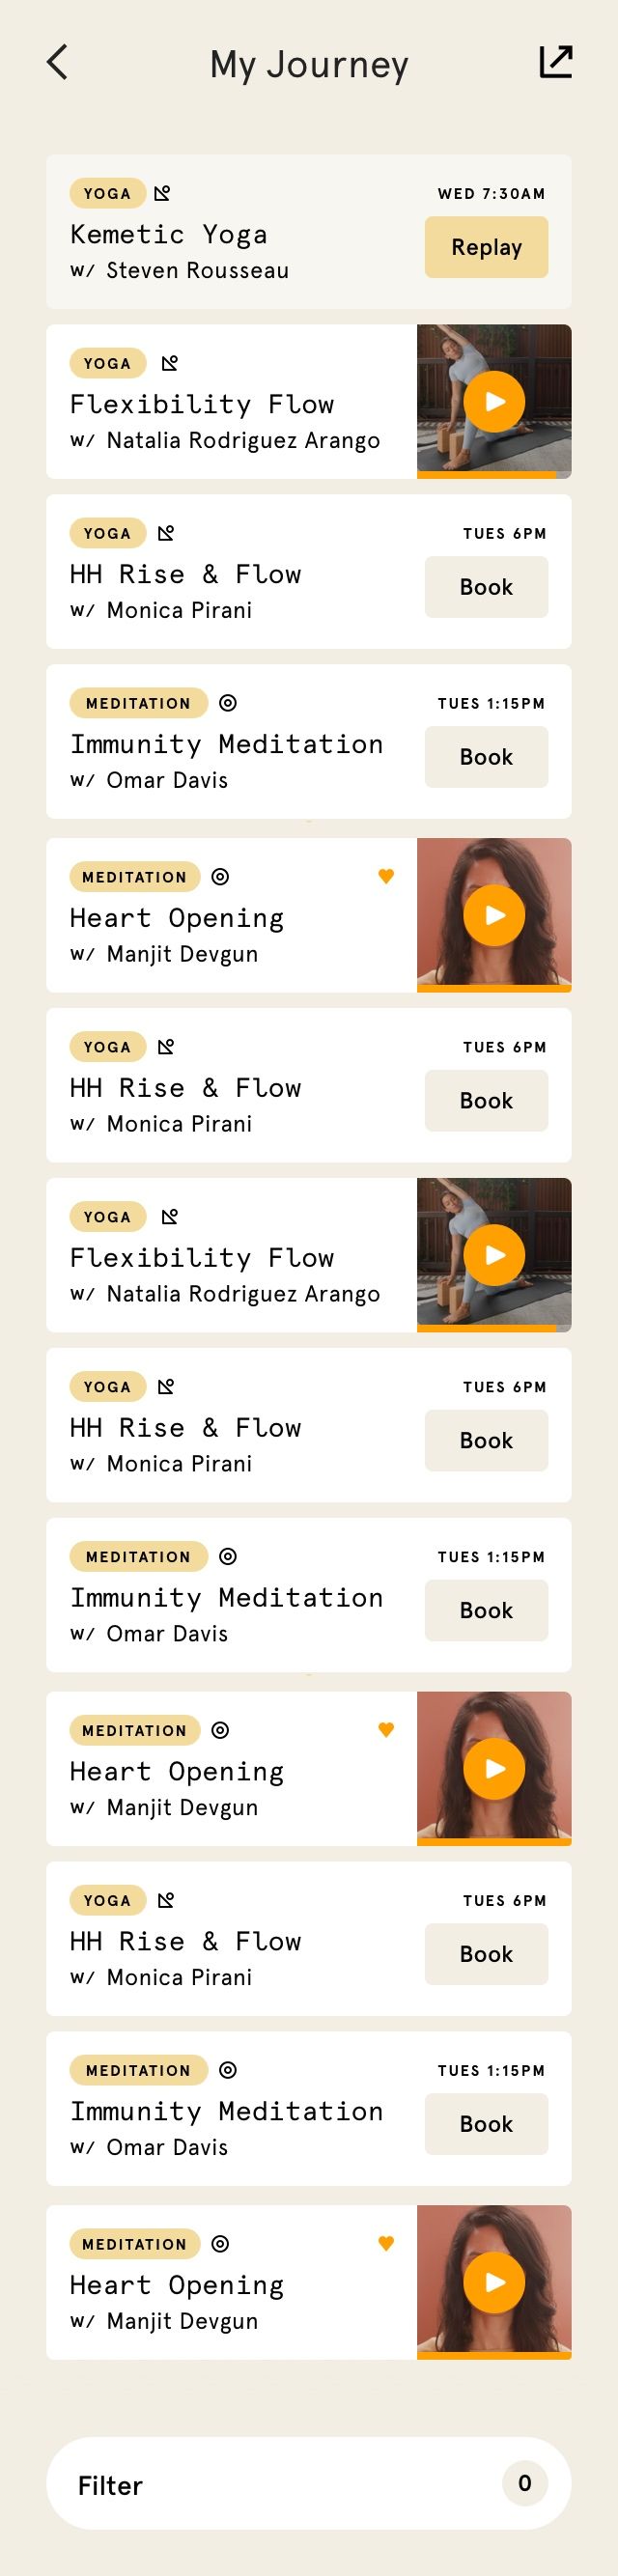 My Journey
YOGA
WED 7:30AM
Kemetic Yoga
Replay
w/ Steven Rousseau
YOGA
Flexibility Flow
w/ Natalia Rodriguez Arango
YOGA
TUES 6PM
HH Rise & Flow
Book
w/ Monica Pirani
MEDITATION
TUES 1:15PM
Immunity Meditation
Book
w/ Omar Davis
MEDITATION
Heart Opening
w/ Manjit Devgun
YOGA
TUES 6PM
HH Rise & Flow
Book
w/ Monica Pirani
YOGA
Flexibility Flow
w/ Natalia Rodriguez Arango
YOGA
TUES 6PM
HH Rise & Flow
Book
w/ Monica Pirani
MEDITATION
TUES 1:15PM
Immunity Meditation
Book
w/ Omar Davis
MEDITATION
Heart Opening
w/ Manjit Devgun
YOGA
TUES 6PM
HH Rise & Flow
Book
w/ Monica Pirani
MEDITATION
TUES 1:15PM
Immunity Meditation
Book
w/ Omar Davis
MEDITATION
Heart Opening
w/ Manjit Devgun
Filter
0